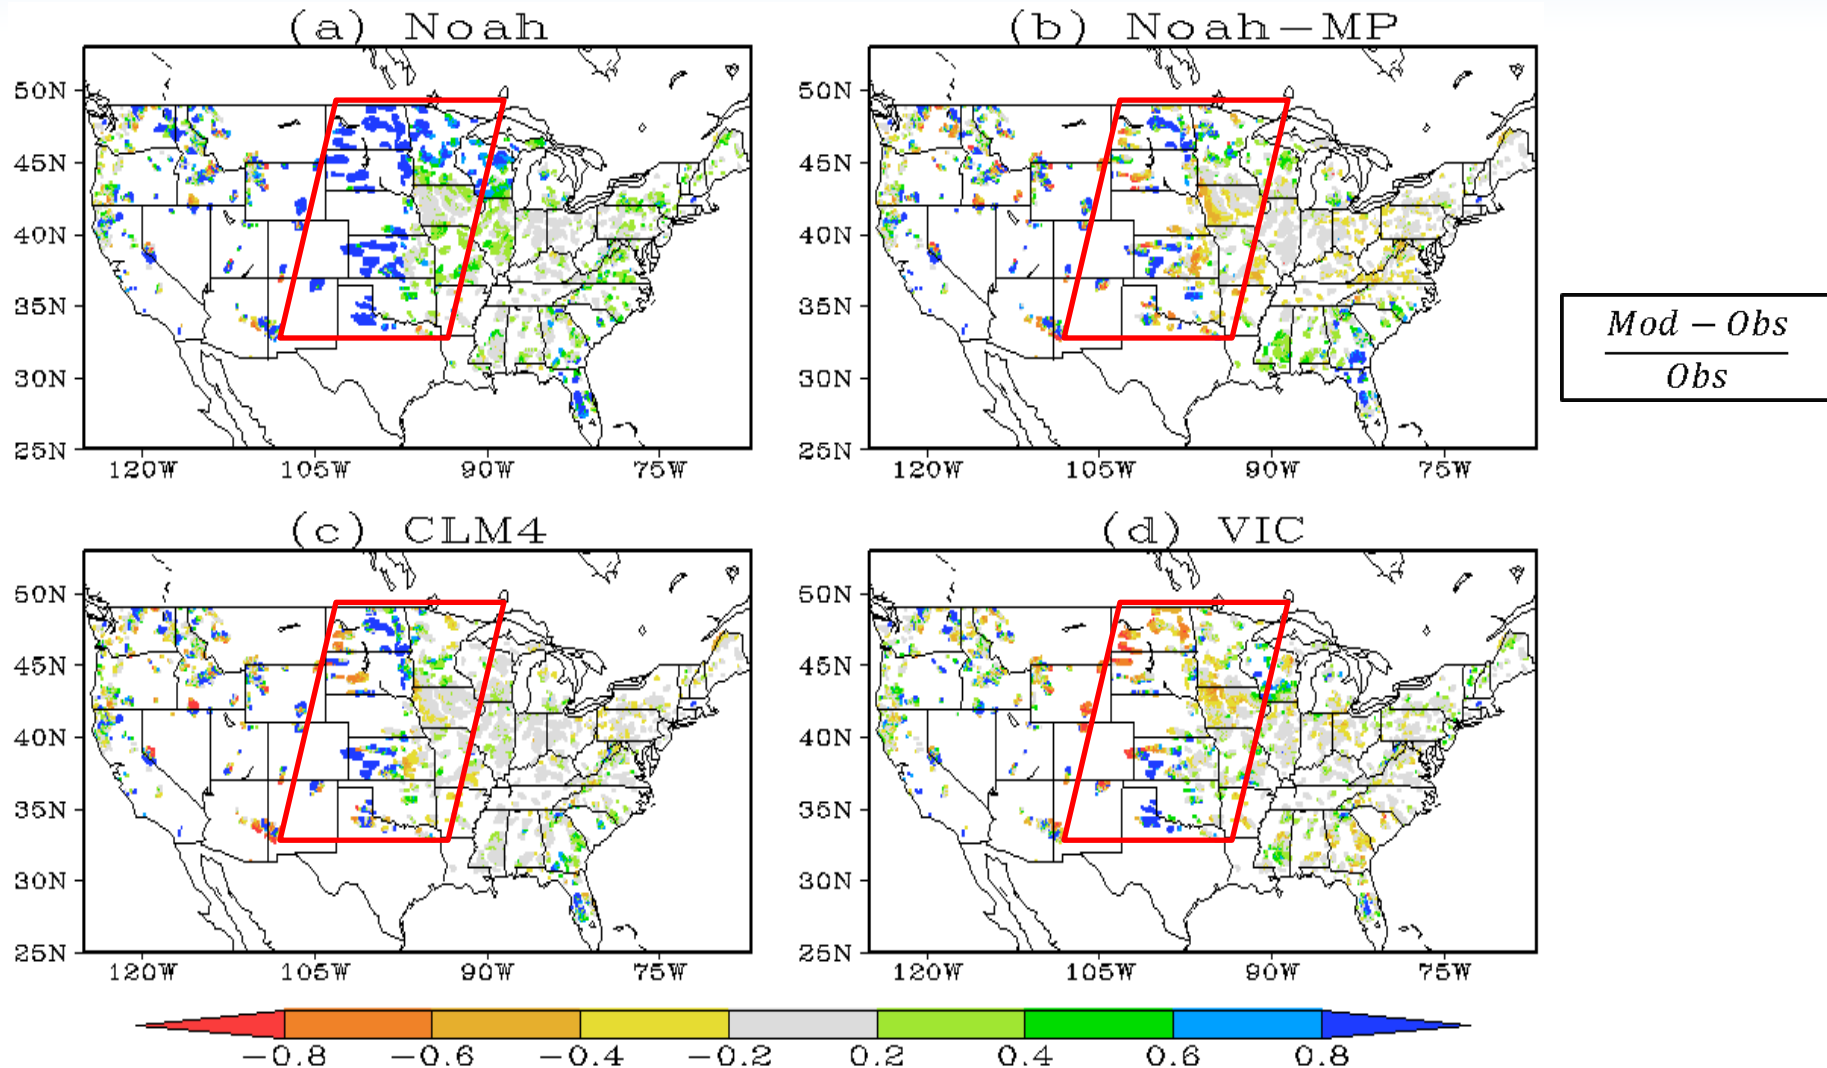 (a) Noah
(b) Noah-MP
50N
45N
40N
35N
30N
25N
120W 105W 90W 75W
50N
45N
40N
35N
30N
25N
120W 105W 90W 75W
Mod - Obs
Obs
(c) CLM4
(d) VIC
50N
45N
40N
35N
30N
25N
120W 105W 90W 75W
50N
45N
40N
35N
30N
25N
120W 105W 90W 75W
-0.8 -0.6 -0.4 -0.2 0.2 0.4 0.6 0.8